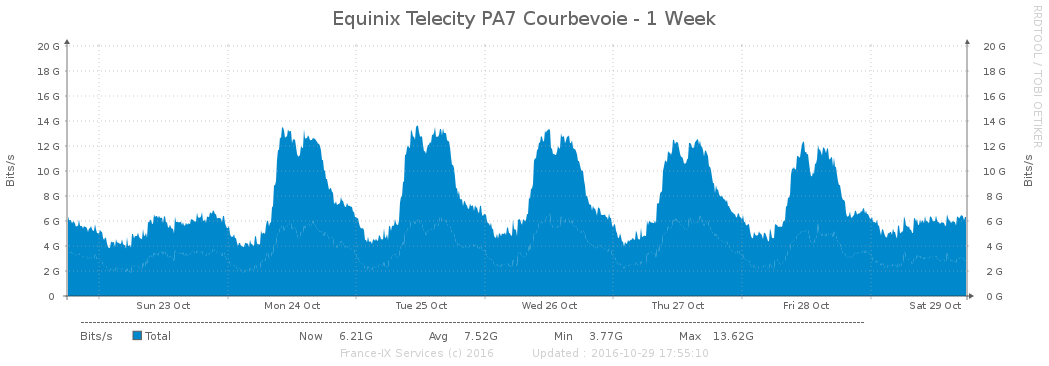 Equinix Telecity PA7 Courbevoie - 1 Week
RRDTOOL / TOBI OETIKER
Bits/s
20 G 20 G
18 G 18 G
16 G 16 G
14 G 14 G
12 G 12 G
10 G 10 G
8 G 8 G
6 G 6 G
4 G 4 G
2 G 2 G
0 0 G
Bits/s
Sun 23 Oct Mon 24 Oct Tue 25 Oct Wed 26 Oct Thu 27 Oct Fri 28 Oct Sat 29 Oct
Bits/s Total Now 6.21G Avg 7.52G Min 3.77G Max 13.62G
France-IX Services (c) 2016 Updated : 2016-10-29 17:55:10